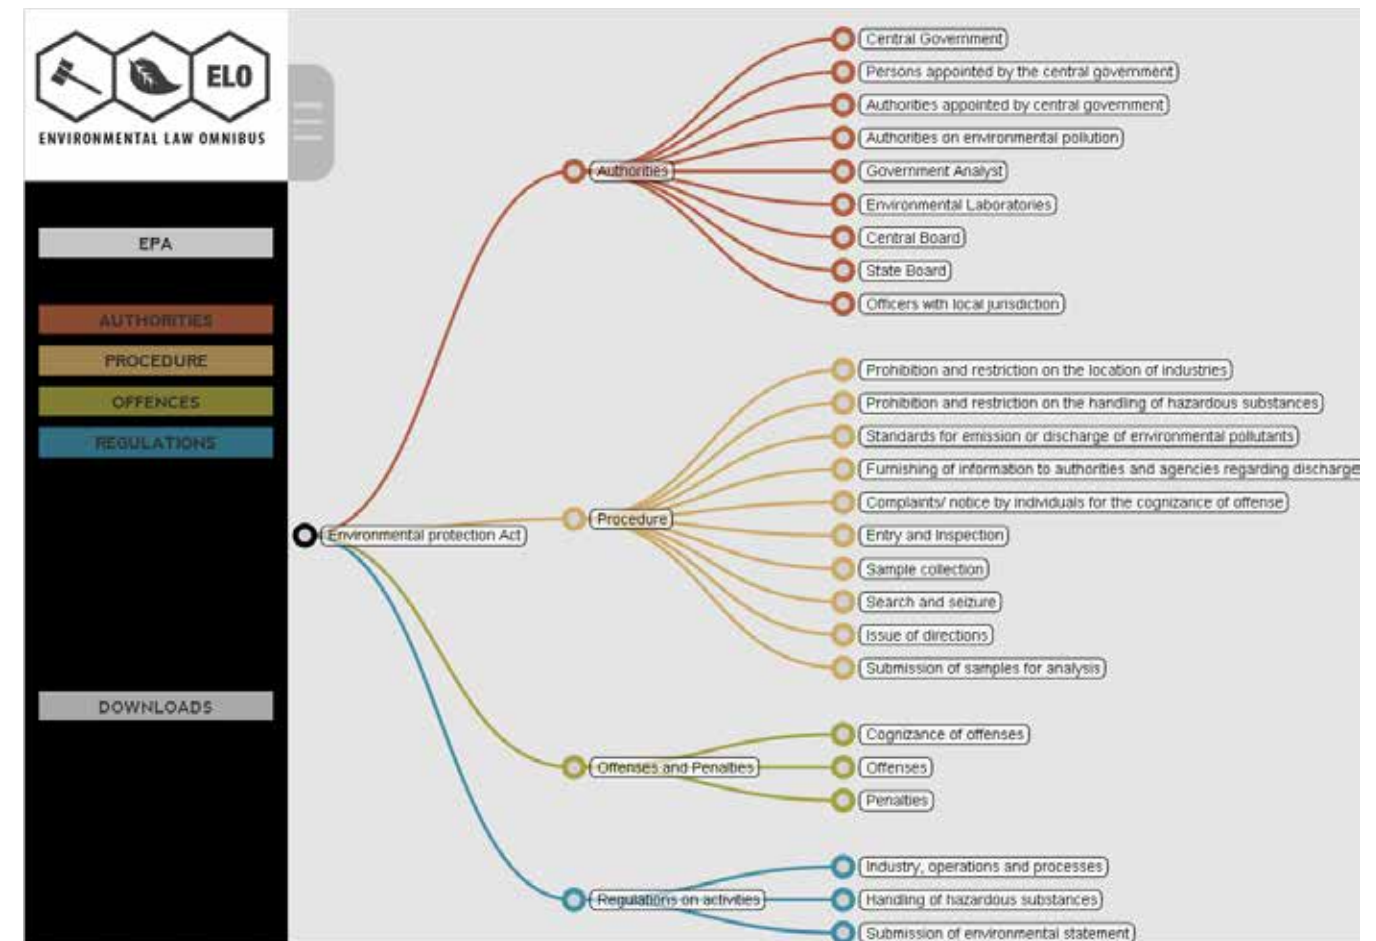 ELO
ENVIRONMENTAL LAW OMNIBUS
EPA
AUTHORITIES
PROCEDURE
OFFENCES
REGULATIONS
DOWNLOADS
Environmental protection Act
Authorities
Central Government
Persons appointed by the central government
Authorities appointed by central government
Authorities on environmental pollution
Government Analyst
Environmental Laboratories
Central Board
State Board
Officers with local jurisdiction
Procedure
Prohibition and restriction on the location of industries
Prohibition and restriction on the handling of hazardous substances
Standards for emission or discharge of environmental pollutants
Furnishing of information to authorities and agencies regarding discharge
Complaints/ notice by individuals for the cognizance of offense
Entry and Inspection
Sample collection
Search and seizure
Issue of directions
Submission of samples for analysis
Offenses and Penalties
Cognizance of offenses
Offenses
Penalties
Regulations on activities
Industry, operations and processes
Handling of hazardous substances
Submission of environmental statement